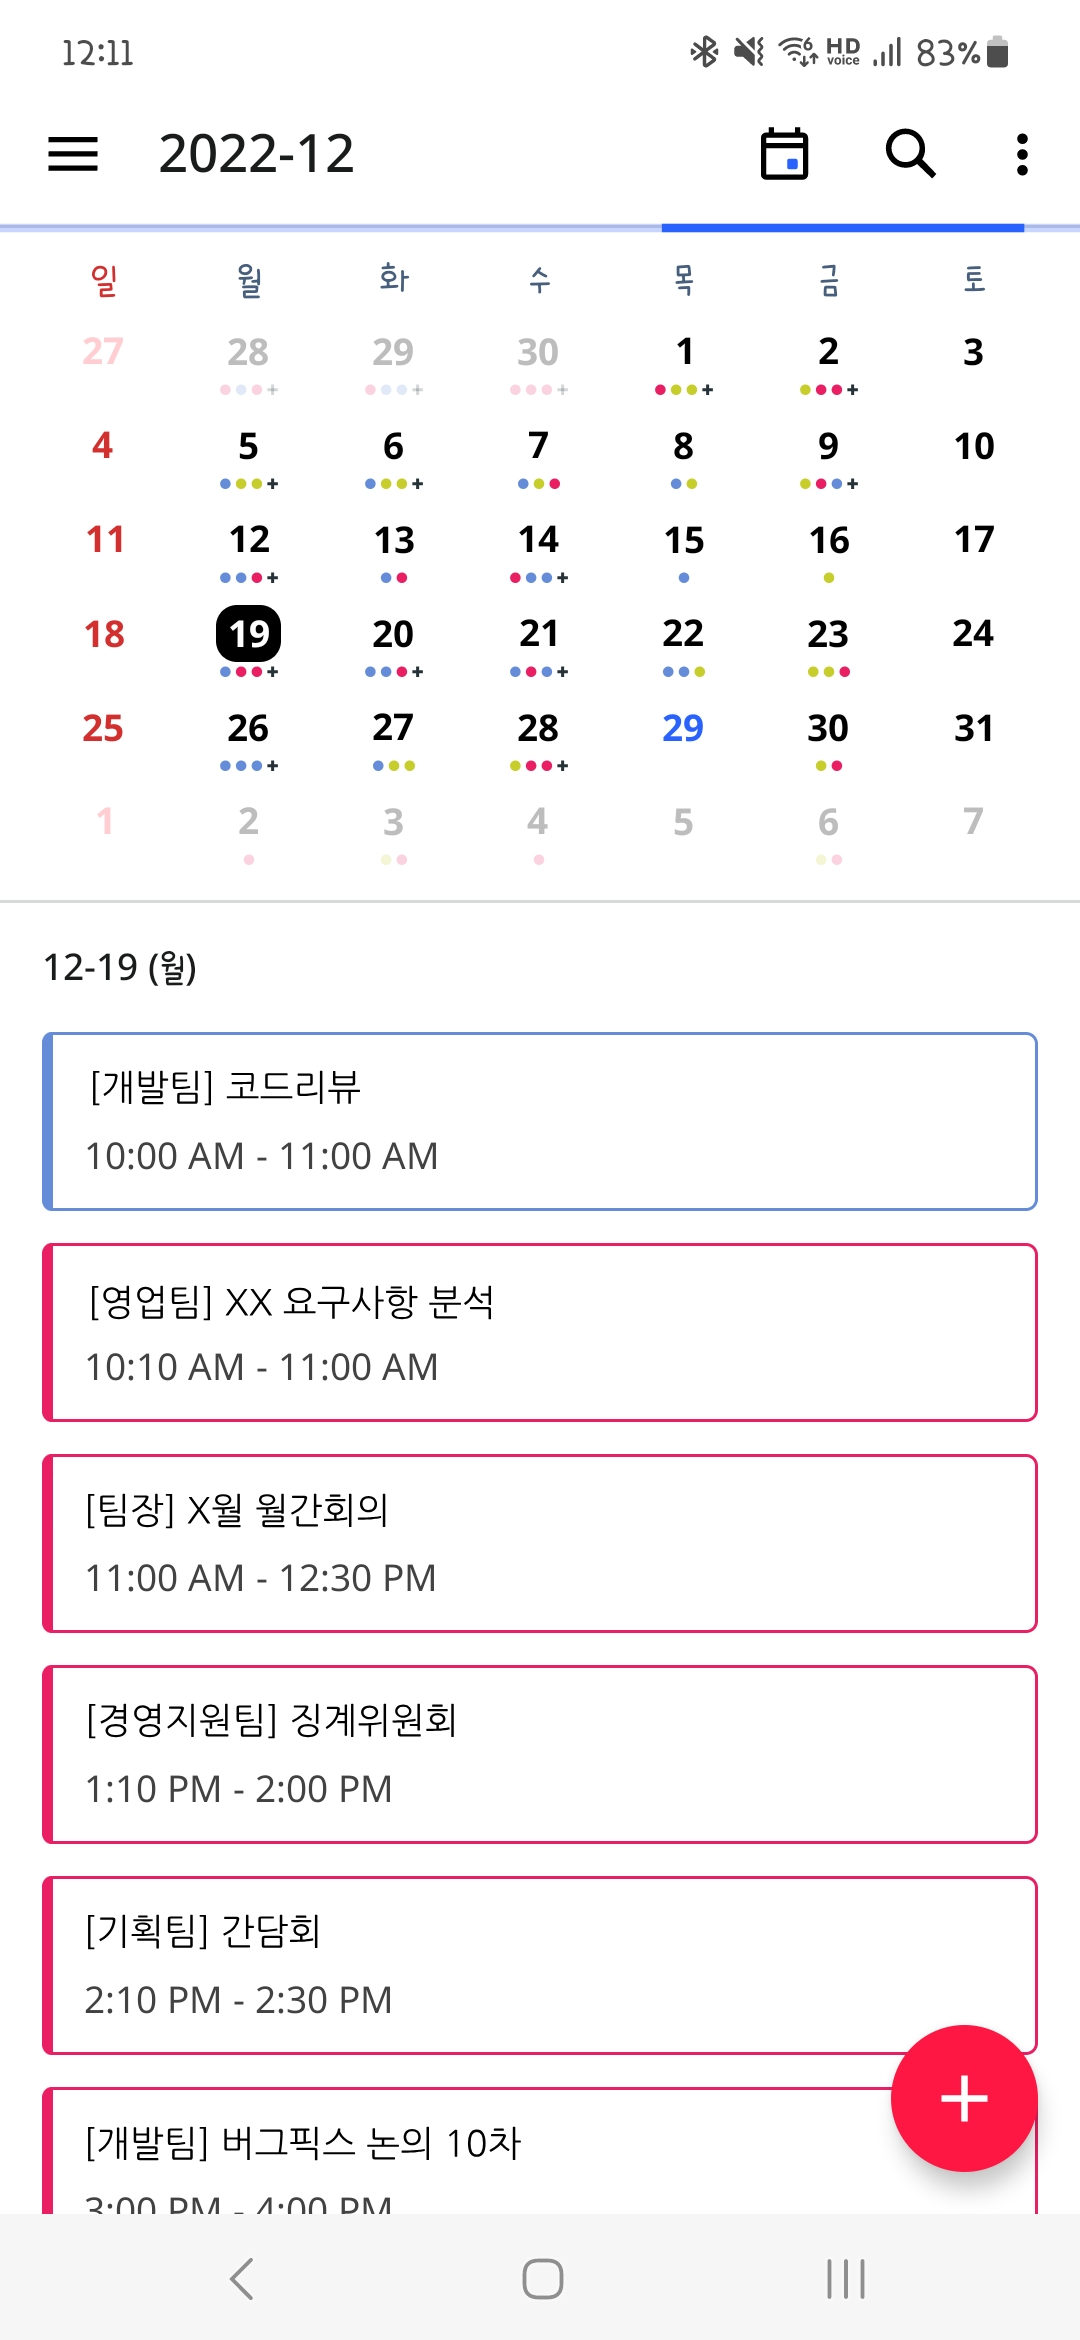 12:11 HD voice 83%
2022-12
일 월 화 수 목 금 토
27 28 29 30 1 2 3
4 5 6 7 8 9 10
11 12 13 14 15 16 17
18 19 20 21 22 23 24
25 26 27 28 29 30 31
1 2 3 4 5 6 7
12-19 (월)
[개발팀] 코드리뷰
10:00 AM - 11:00 AM
[영업팀] XX 요구사항 분석
10:10 AM - 11:00 AM
[팀장] X월 월간회의
11:00 AM - 12:30 PM
[경영지원팀] 징계위원회
1:10 PM - 2:00 PM
[기획팀] 간담회
2:10 PM - 2:30 PM
[개발팀] 버그픽스 논의 10차
3:00 PM - 4:00 PM